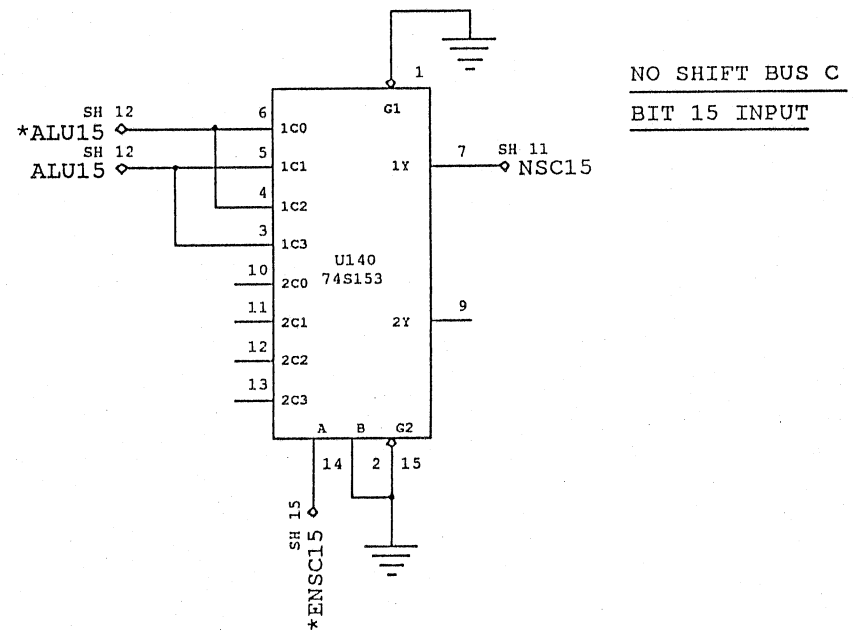 NO SHIFT BUS C
BIT 15 INPUT
1
G1
SH 12
*ALU15
6
1C0
SH 12
ALU15
5
1C1
4
1C2
3
1C3
7
1Y
SH 11
NSC15
U140
74S153
10
2C0
11
2C1
12
2C2
13
2C3
9
2Y
A
B
G2
14
2
15
SH 15
*ENSC15